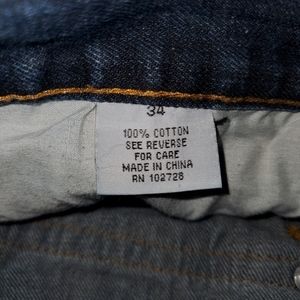 34
100% COTTON
SEE REVERSE
FOR CARE
MADE IN CHINA
RN 102728